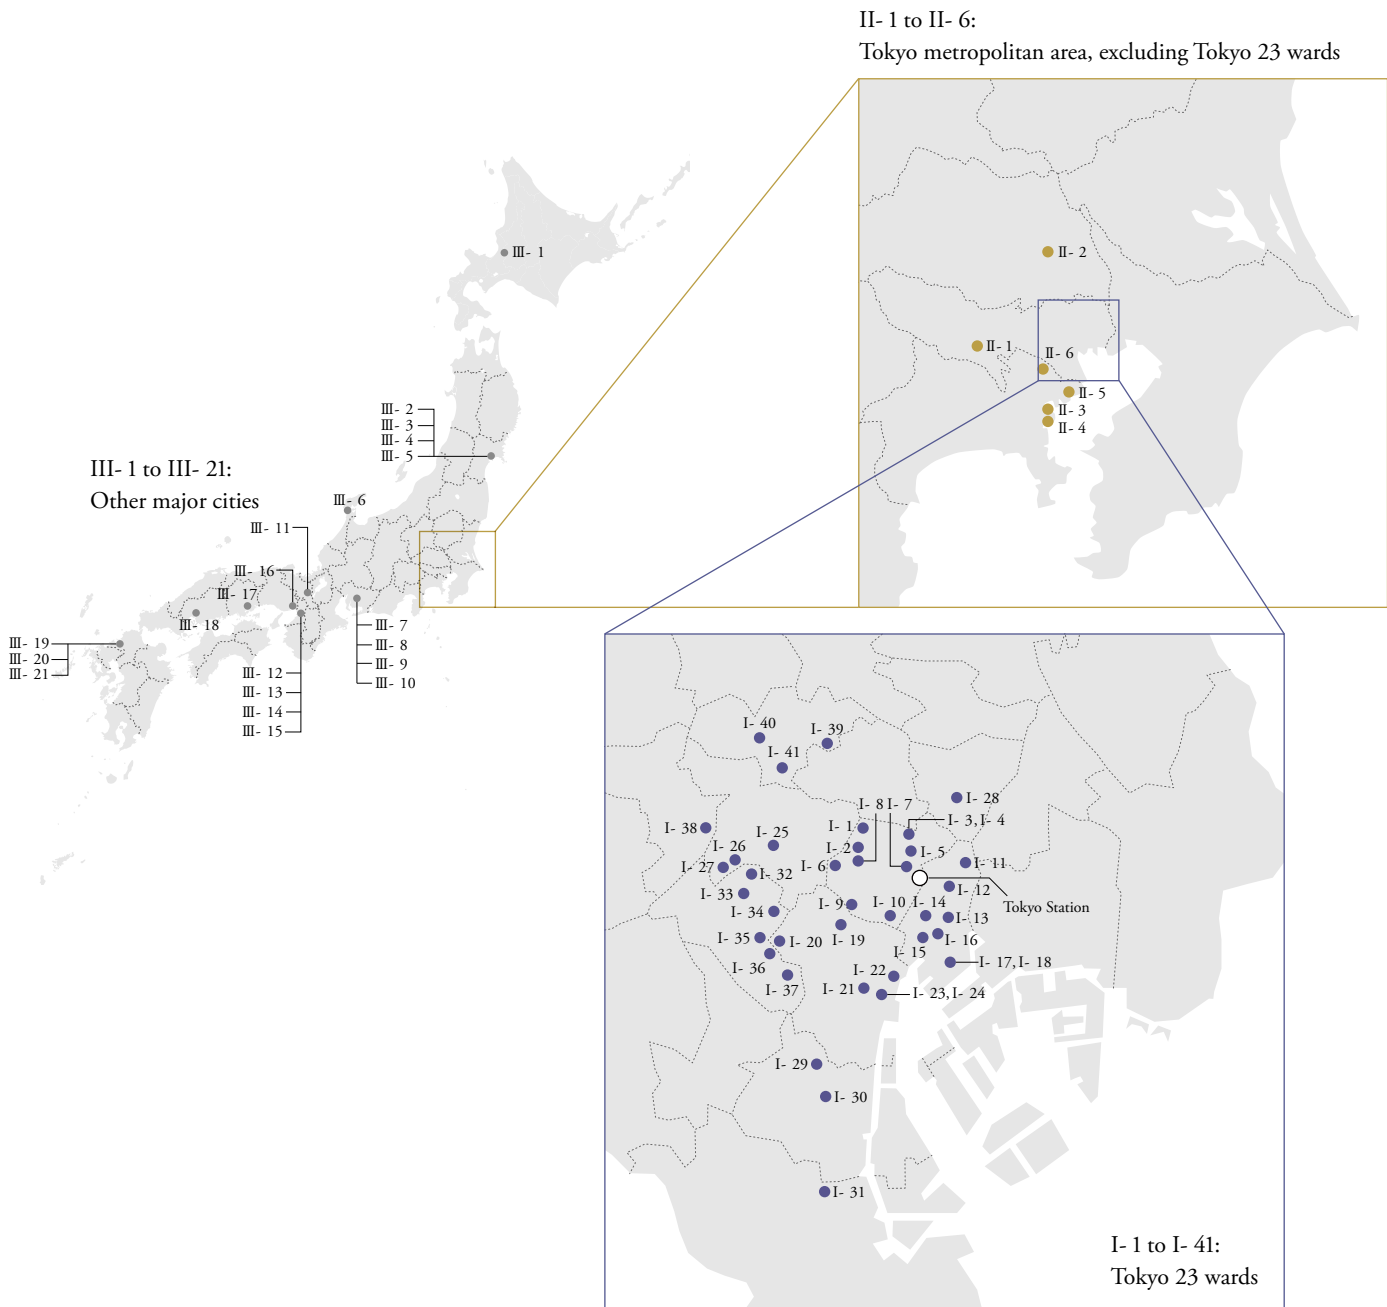 II- 1 to II- 6:
Tokyo metropolitan area, excluding Tokyo 23 wards
II- 2
II- 1
II- 6
II- 5
II- 3
II- 4
III- 1
III- 2
III- 3
III- 4
III- 5
III- 1 to III- 21:
Other major cities
III- 6
III- 11
III- 16
III- 17
III- 18
III- 19
III- 20
III- 21
III- 7
III- 8
III- 9
III- 10
III- 12
III- 13
III- 14
III- 15
I- 40
I- 39
I- 41
I- 28
I- 8
I- 7
I- 3, I- 4
I- 38
I- 25
I- 1
I- 26
I- 2
I- 5
I- 27
I- 6
I- 11
I- 32
I- 12
I- 33
Tokyo Station
I- 34
I- 9
I- 10
I- 14
I- 13
I- 35
I- 20
I- 19
I- 15
I- 16
I- 36
I- 17, I- 18
I- 37
I- 22
I- 21
I- 23, I- 24
I- 29
I- 30
I- 31
I- 1 to I- 41:
Tokyo 23 wards